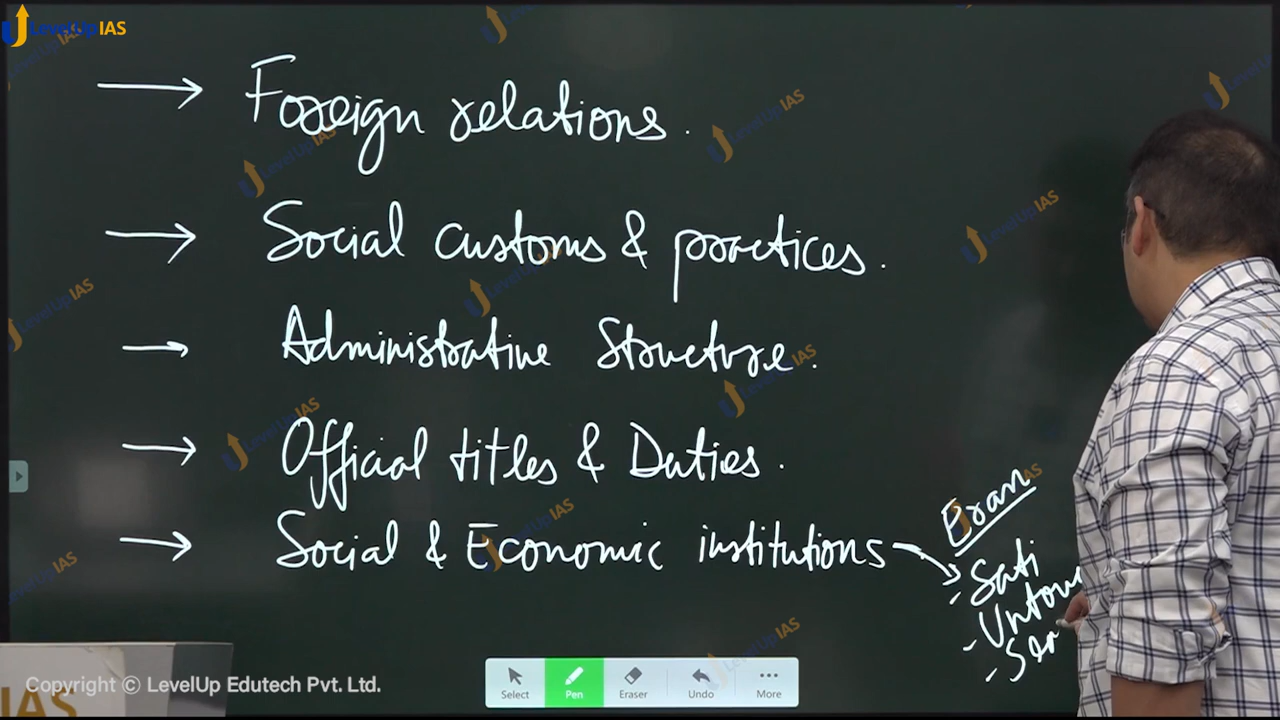 LevelUp IAS
→ Foreign relations.
→ Social customs & practices.
→ Administrative Structure.
→ Official titles & Duties.
→ Social & Economic institutions →
Eran
- Sati
-
-
Copyright © LevelUp Edutech Pvt. Ltd.
Select Pen Eraser Undo More